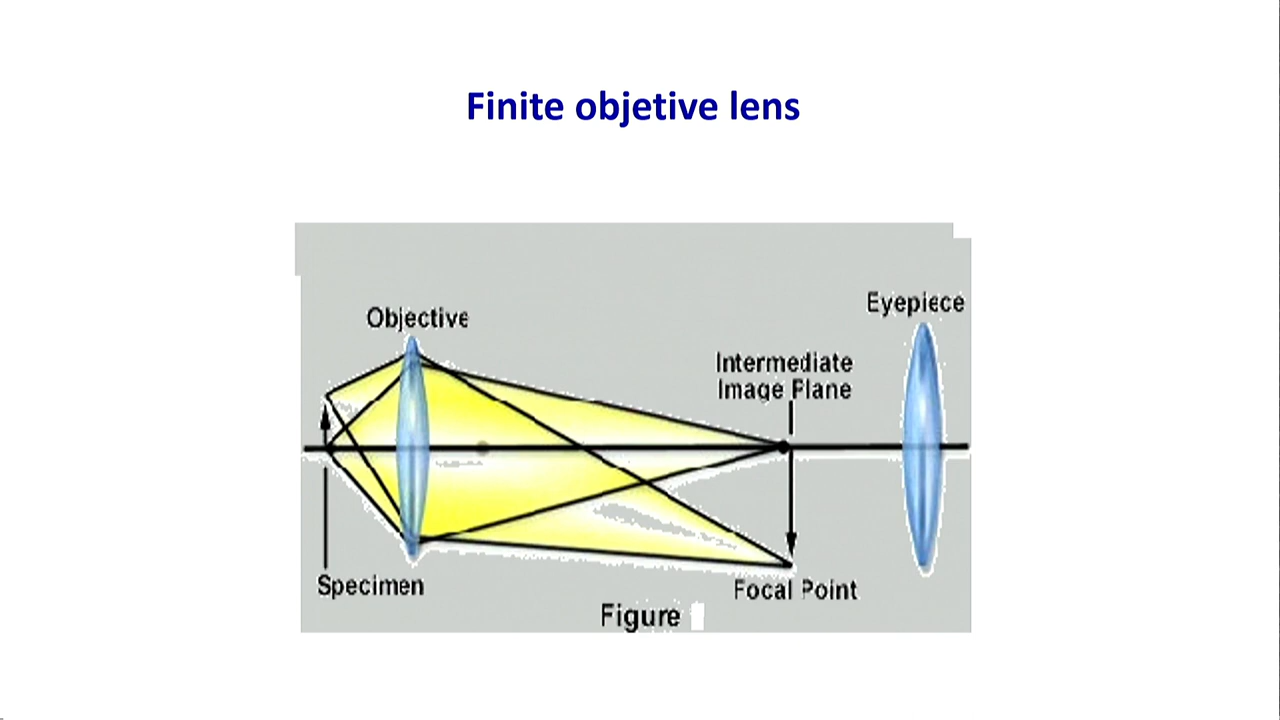 Finite objetive lens
Eyepiece
Objective
Intermediate
Image Plane
Specimen
Focal Point
Figure